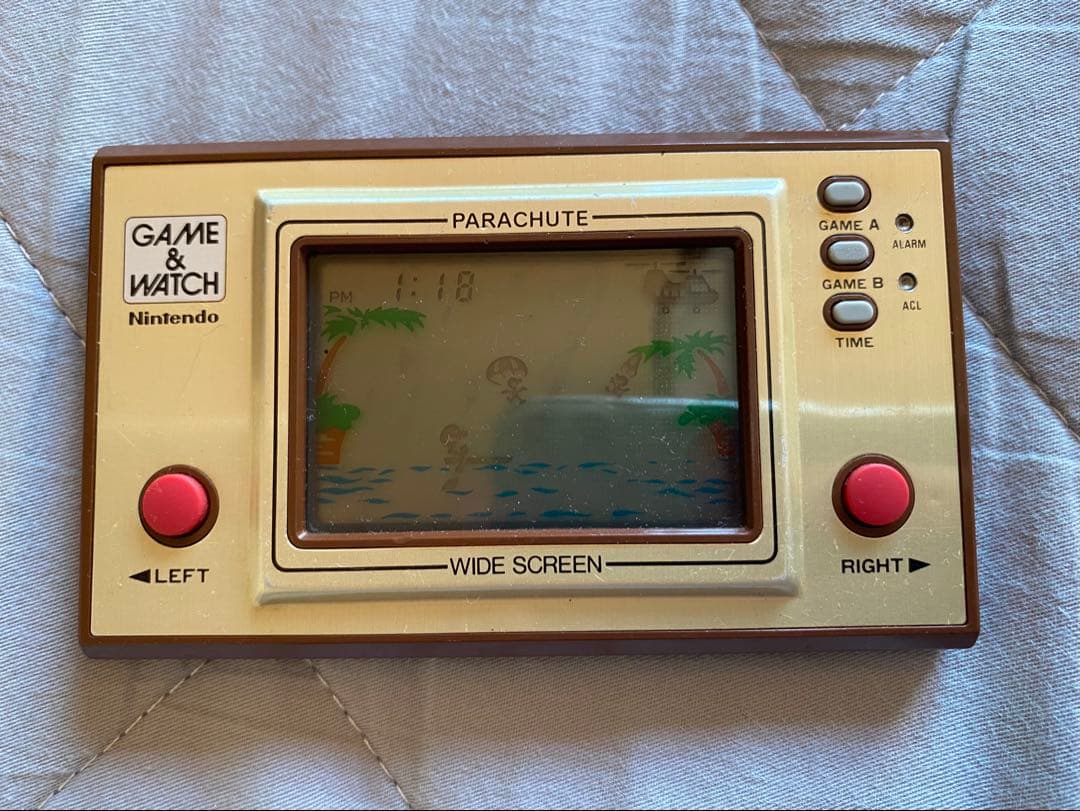 GAME
&
WATCH
Nintendo
PARACHUTE
PM 1:18
GAME A
ALARM
GAME B
ACL
TIME
◀LEFT
WIDE SCREEN
RIGHT▶